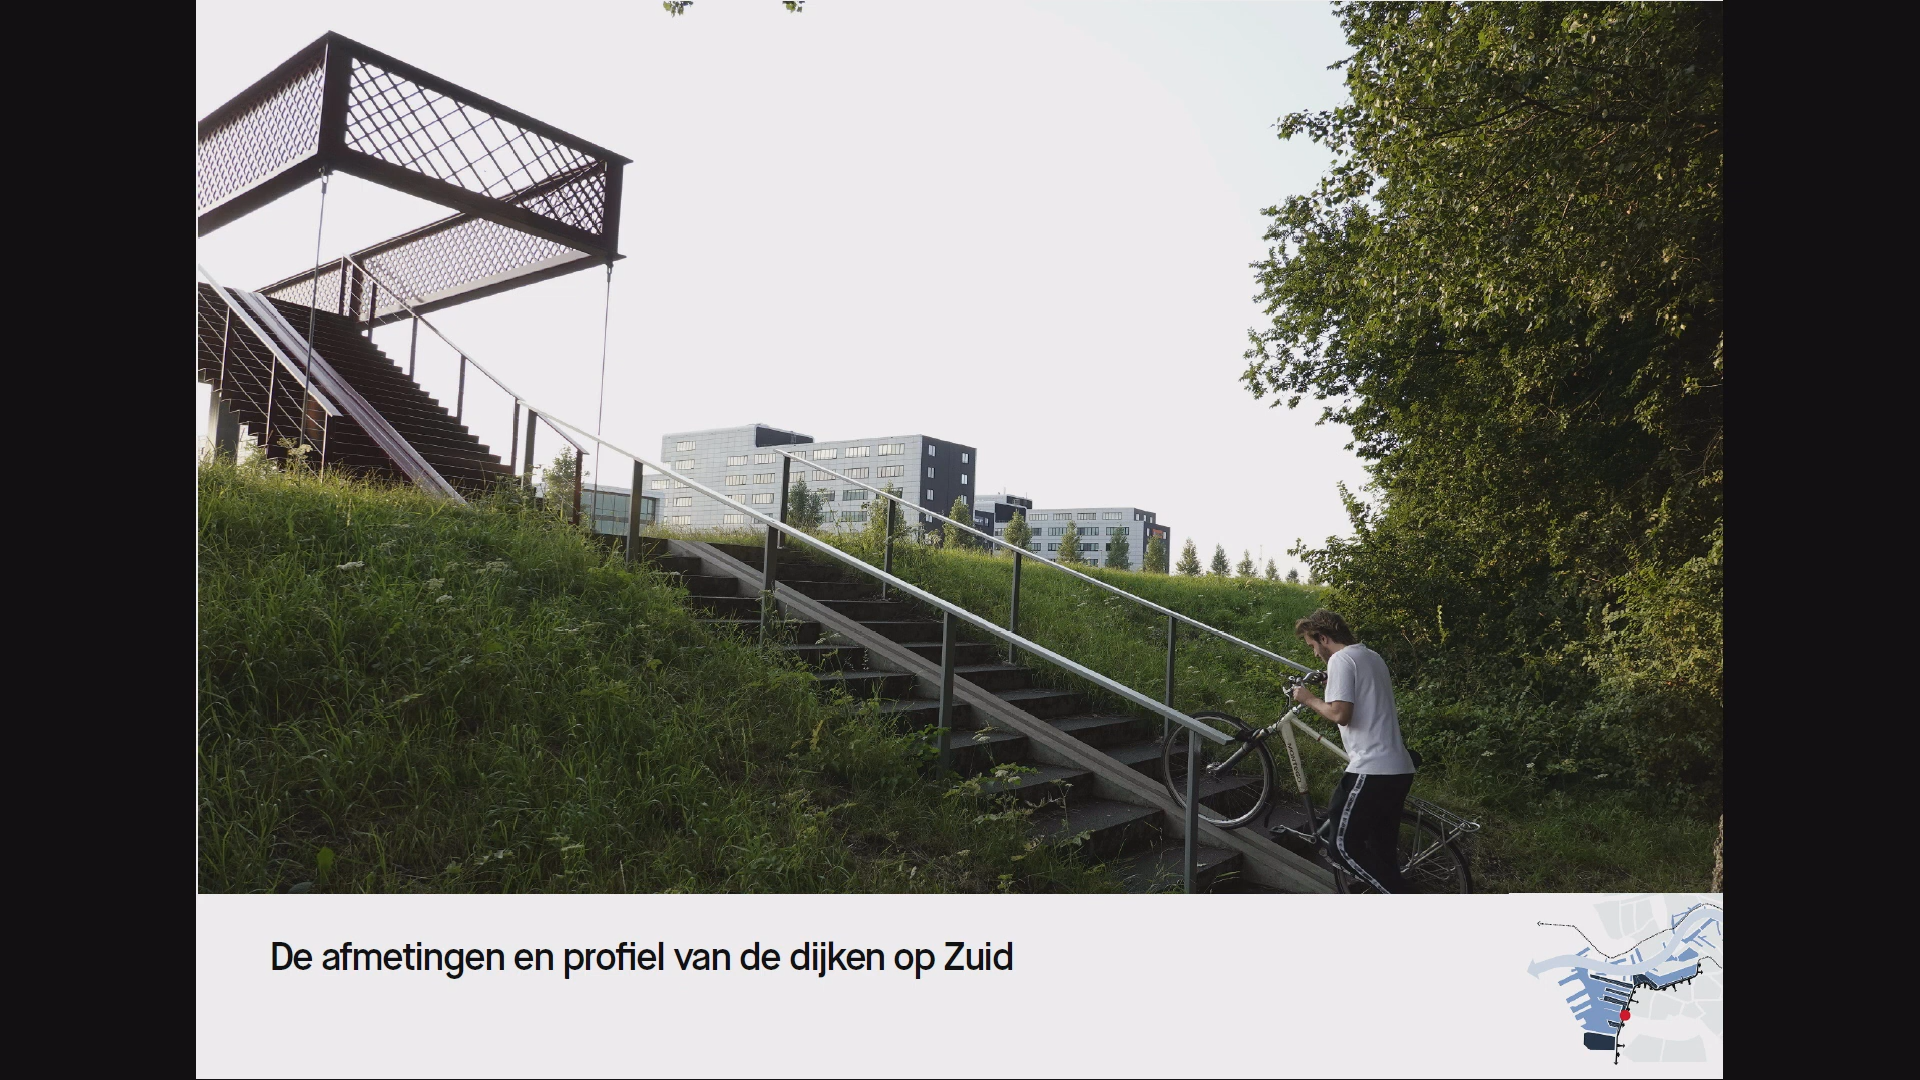 De afmetingen en profiel van de dijken op Zuid